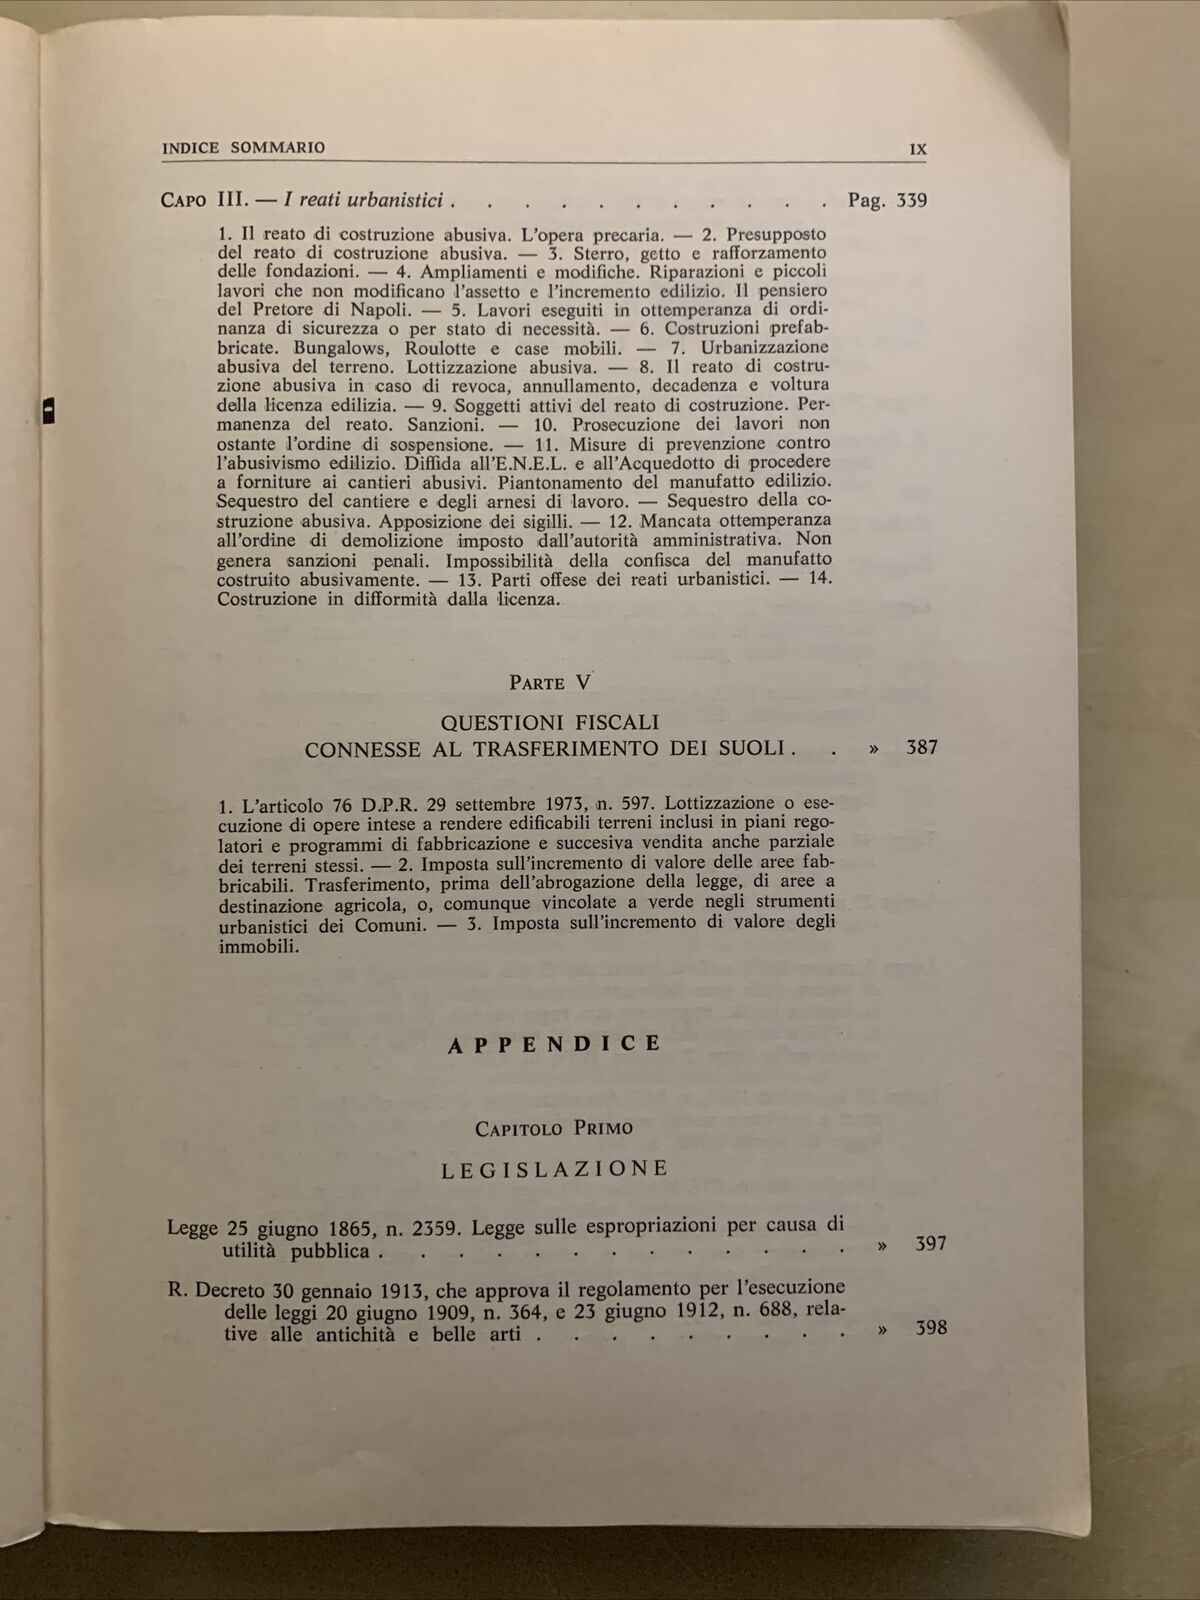 INDICE SOMMARIO IX
CAPO III. — I reati urbanistici . . . . . . . . . . . Pag. 339
1. Il reato di costruzione abusiva. L'opera precaria. — 2. Presupposto
del reato di costruzione abusiva. — 3. Sterro, getto e rafforzamento
delle fondazioni. — 4. Ampliamenti e modifiche. Riparazioni e piccoli
lavori che non modificano l'assetto e l'incremento edilizio. Il pensiero
del Pretore di Napoli. — 5. Lavori eseguiti in ottemperanza di ordi-
nanza di sicurezza o per stato di necessità. — 6. Costruzioni prefab-
bricate. Bungalows, Roulotte e case mobili. — 7. Urbanizzazione
abusiva del terreno. Lottizzazione abusiva. — 8. Il reato di costru-
zione abusiva in caso di revoca, annullamento, decadenza e voltura
della licenza edilizia. — 9. Soggetti attivi del reato di costruzione. Per-
manenza del reato. Sanzioni. — 10. Prosecuzione dei lavori non
ostante l'ordine di sospensione. — 11. Misure di prevenzione contro
l'abusivismo edilizio. Diffida all'E.N.E.L. e all'Acquedotto di procedere
a forniture ai cantieri abusivi. Piantonamento del manufatto edilizio.
Sequestro del cantiere e degli arnesi di lavoro. — Sequestro della co-
struzione abusiva. Apposizione dei sigilli. — 12. Mancata ottemperanza
all'ordine di demolizione imposto dall'autorità amministrativa. Non
genera sanzioni penali. Impossibilità della confisca del manufatto
costruito abusivamente. — 13. Parti offese dei reati urbanistici. — 14.
Costruzione in difformità dalla licenza.
PARTE V
QUESTIONI FISCALI
CONNESSE AL TRASFERIMENTO DEI SUOLI . . » 387
1. L'articolo 76 D.P.R. 29 settembre 1973, n. 597. Lottizzazione o ese-
cuzione di opere intese a rendere edificabili terreni inclusi in piani rego-
latori e programmi di fabbricazione e succesiva vendita anche parziale
dei terreni stessi. — 2. Imposta sull'incremento di valore delle aree fab-
bricabili. Trasferimento, prima dell'abrogazione della legge, di aree a
destinazione agricola, o, comunque vincolate a verde negli strumenti
urbanistici dei Comuni. — 3. Imposta sull'incremento di valore degli
immobili.
APPENDICE
CAPITOLO PRIMO
LEGISLAZIONE
Legge 25 giugno 1865, n. 2359. Legge sulle espropriazioni per causa di
utilità pubblica . . . . . . . . . . . . . » 397
R. Decreto 30 gennaio 1913, che approva il regolamento per l'esecuzione
delle leggi 20 giugno 1909, n. 364, e 23 giugno 1912, n. 688, rela-
tive alle antichità e belle arti . . . . . . . . . » 398